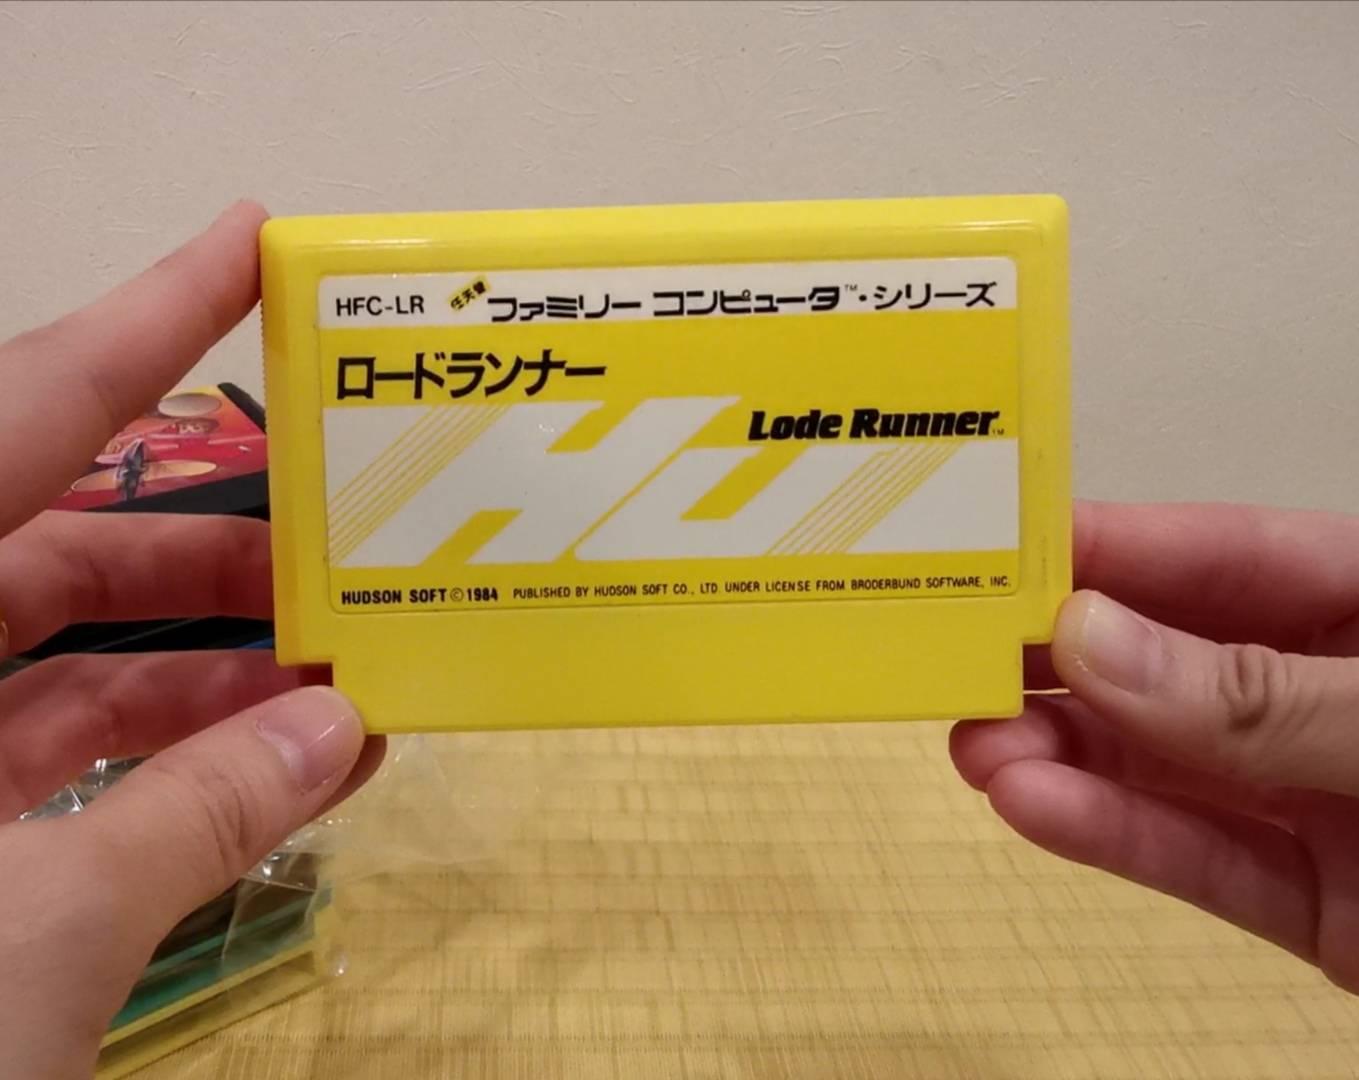 HFC-LR 任天堂 ファミリー コンピュータ™・シリーズ
ロードランナー
Lode Runner™
HU
HUDSON SOFT©1984 PUBLISHED BY HUDSON SOFT CO., LTD. UNDER LICENSE FROM BRODERBUND SOFTWARE, INC.